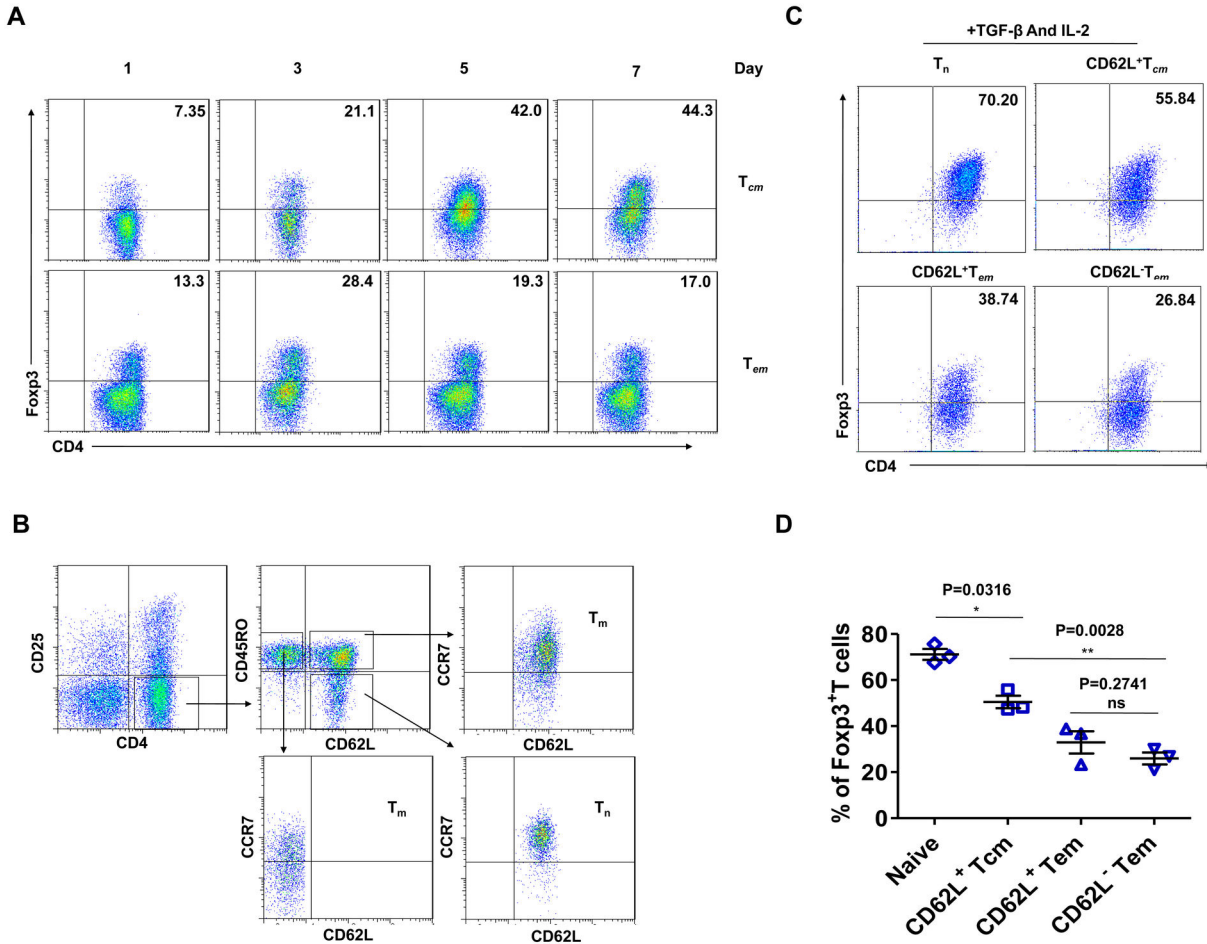 A
1 3 5 7 Day
7.35 21.1 42.0 44.3
Tcm
13.3 28.4 19.3 17.0
Tem
Foxp3
CD4
B
CD25
CD4
CD45RO
CD62L
CCR7
Tm
CD62L
CCR7
Tm
CD62L
CCR7
Tn
CD62L
C
+TGF-β And IL-2
Tn CD62L+Tcm
70.20 55.84
CD62L+Tem CD62L-Tem
38.74 26.84
Foxp3
CD4
D
P=0.0316
*
P=0.0028
**
P=0.2741
ns
% of Foxp3+T cells
80
60
40
20
0
Naive
CD62L+ Tcm
CD62L+ Tem
CD62L- Tem